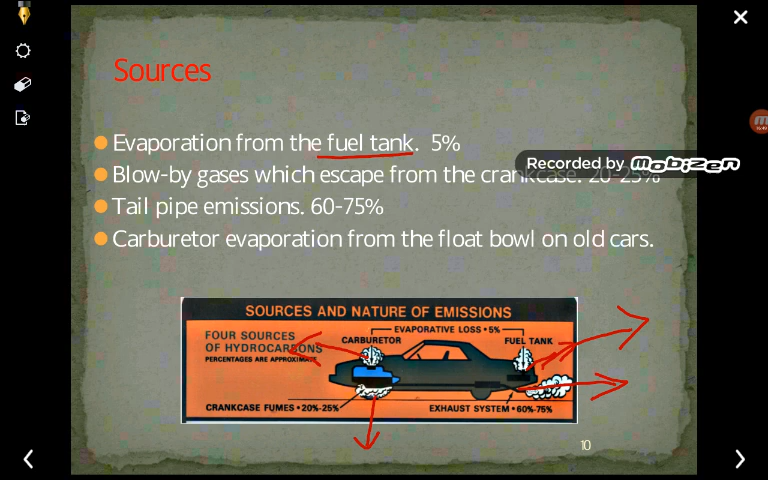 Sources
Evaporation from the fuel tank. 5%
Recorded by mobizen
Blow-by gases which escape from the crankcase. 20-25%
Tail pipe emissions. 60-75%
Carburetor evaporation from the float bowl on old cars.
SOURCES AND NATURE OF EMISSIONS
EVAPORATIVE LOSS • 5%
FOUR SOURCES
OF HYDROCARBONS
PERCENTAGES ARE APPROXIMATE
CARBURETOR
FUEL TANK
CRANKCASE FUMES • 20%-25%
EXHAUST SYSTEM • 60%-75%
10